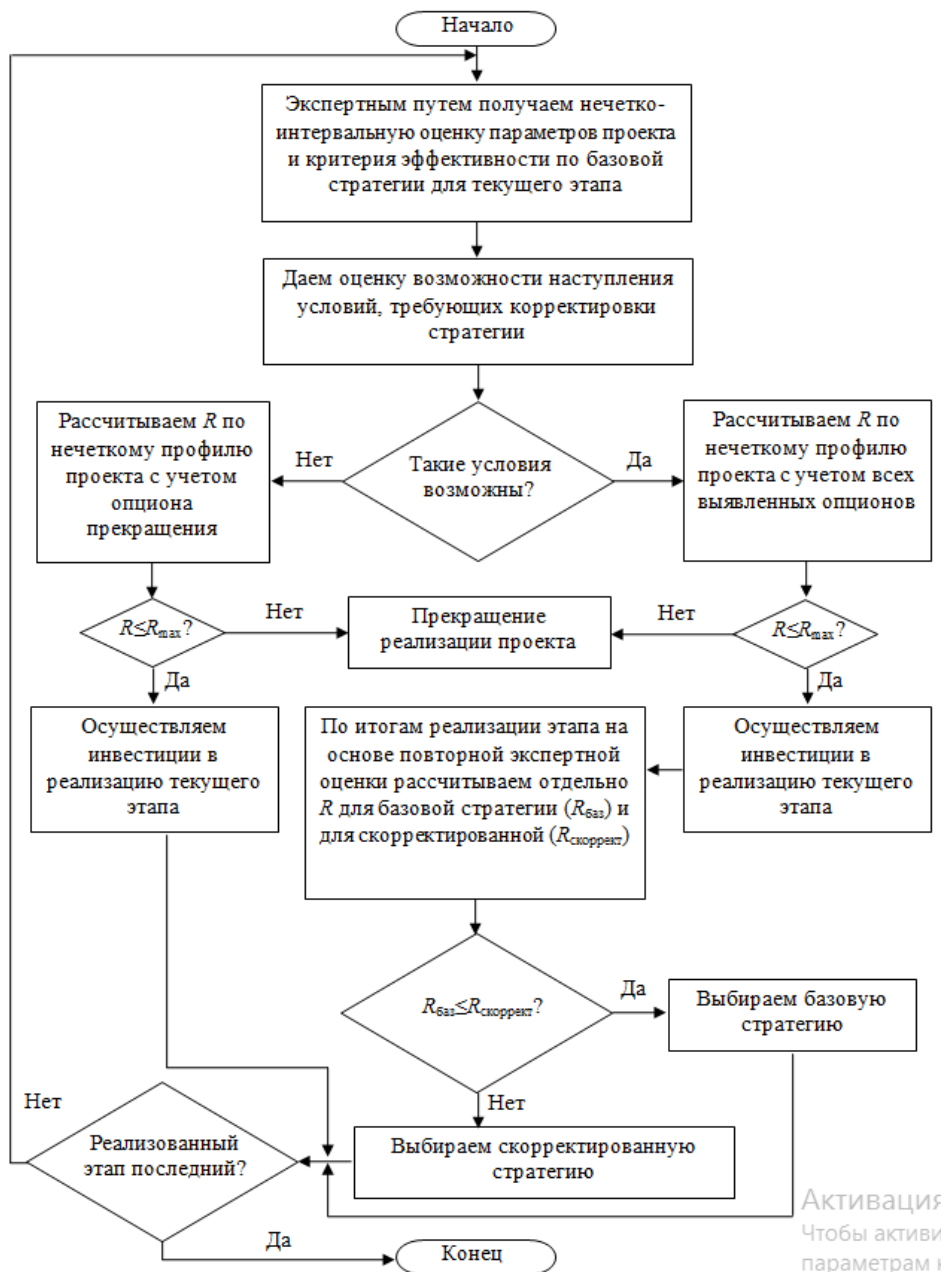 Начало
Экспертным путем получаем нечетко-
интервальную оценку параметров проекта
и критерия эффективности по базовой
стратегии для текущего этапа
Даем оценку возможности наступления
условий, требующих корректировки
стратегии
Рассчитываем R по
нечеткому профилю
проекта с учетом
опциона
прекращения
Нет
Такие условия
возможны?
Да
Рассчитываем R по
нечеткому профилю
проекта с учетом всех
выявленных опционов
R≤Rmax?
Нет
Прекращение
реализации проекта
Нет
R≤Rmax?
Да
Да
Осуществляем
инвестиции в
реализацию текущего
этапа
По итогам реализации этапа на
основе повторной экспертной
оценки рассчитываем отдельно
R для базовой стратегии (Rбаз) и
для скорректированной (Rскоррект)
Осуществляем
инвестиции в
реализацию текущего
этапа
Rбаз≤Rскоррект?
Да
Выбираем базовую
стратегию
Нет
Нет
Реализованный
этап последний?
Выбираем скорректированную
стратегию
Да
Конец
Активация
Чтобы активи
параметрам к